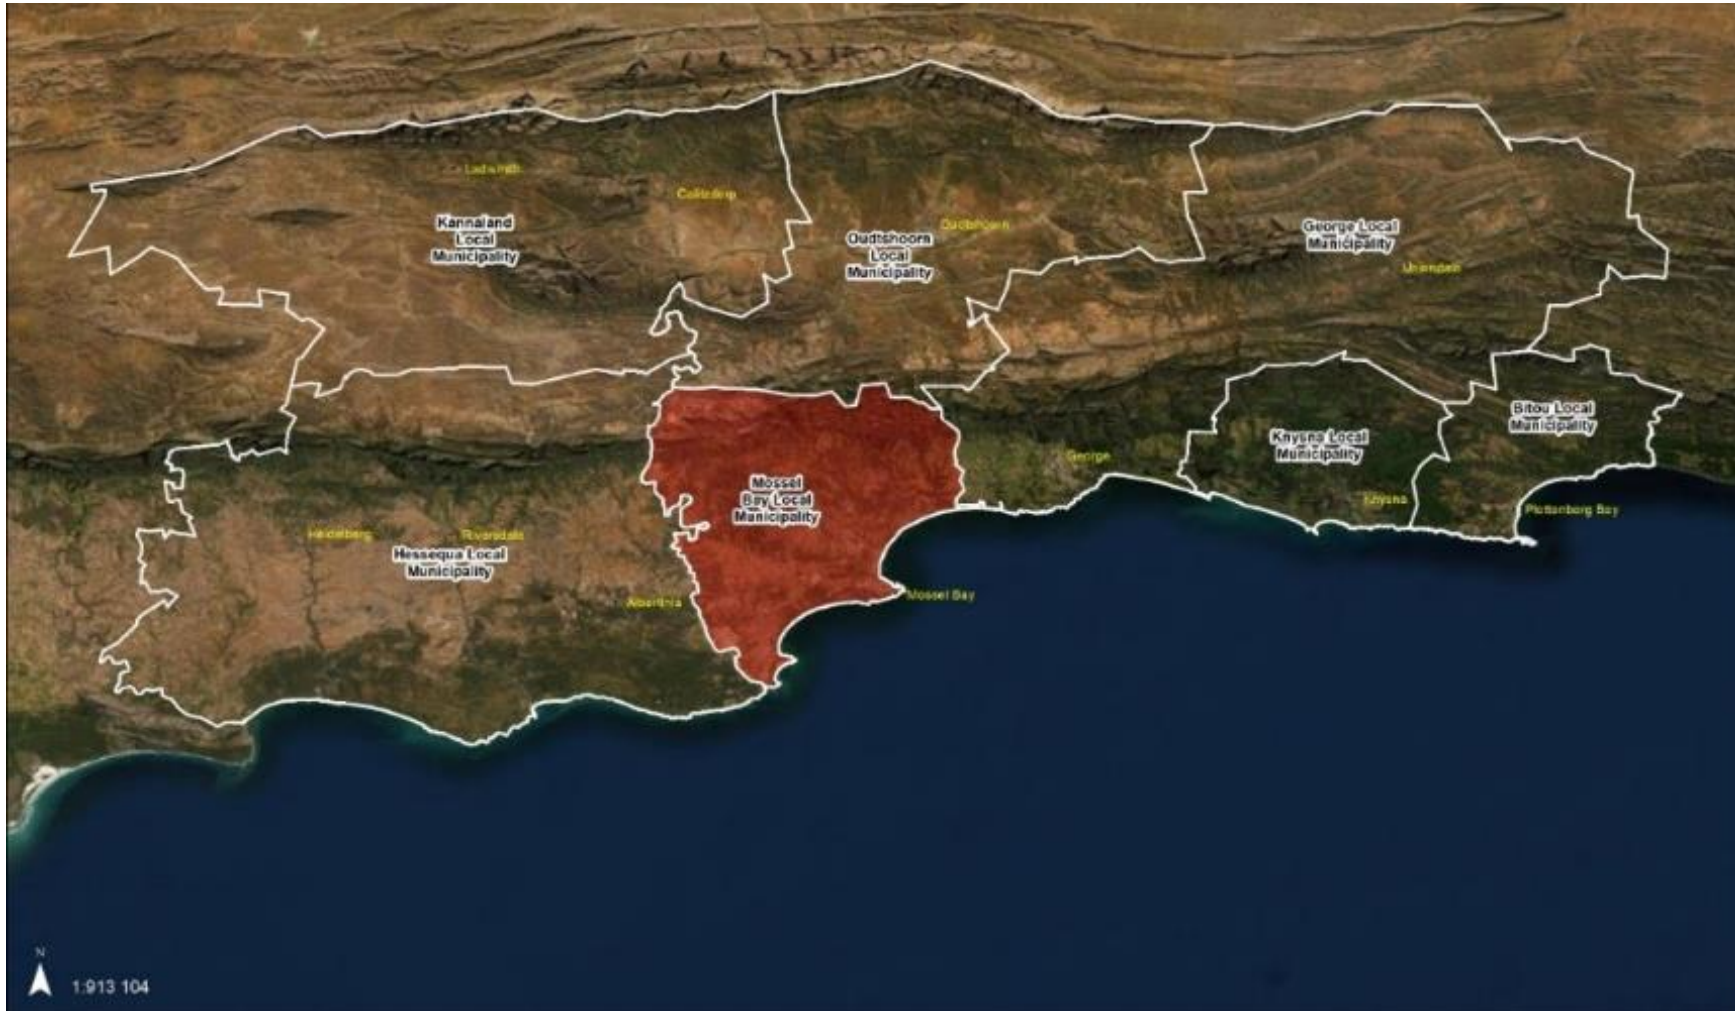 Ladismith
Calitzdorp
Kannaland
Local
Municipality
Oudtshoorn
Oudtshoorn
Local
Municipality
George Local
Municipality
Uniondale
Bitou Local
Municipality
Knysna Local
Municipality
George
Mossel
Bay Local
Municipality
Knysna
Plettenberg Bay
Heidelberg
Riversdale
Hessequa Local
Municipality
Albertinia
Mossel Bay
N
1:913 104